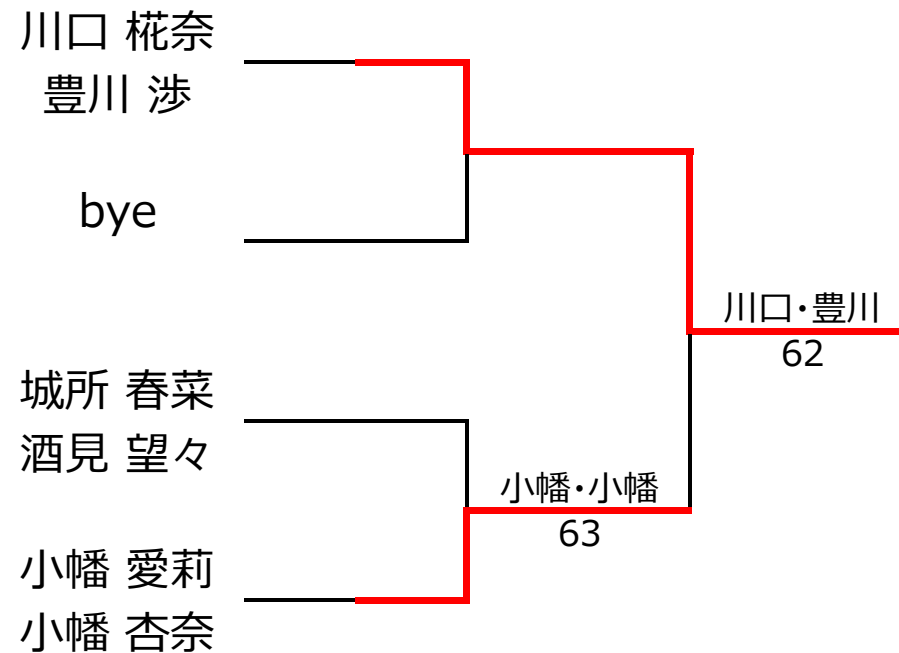 川口 椛奈
豊川 渉
bye
川口・豊川
62
城所 春菜
酒見 望々
小幡・小幡
63
小幡 愛莉
小幡 杏奈